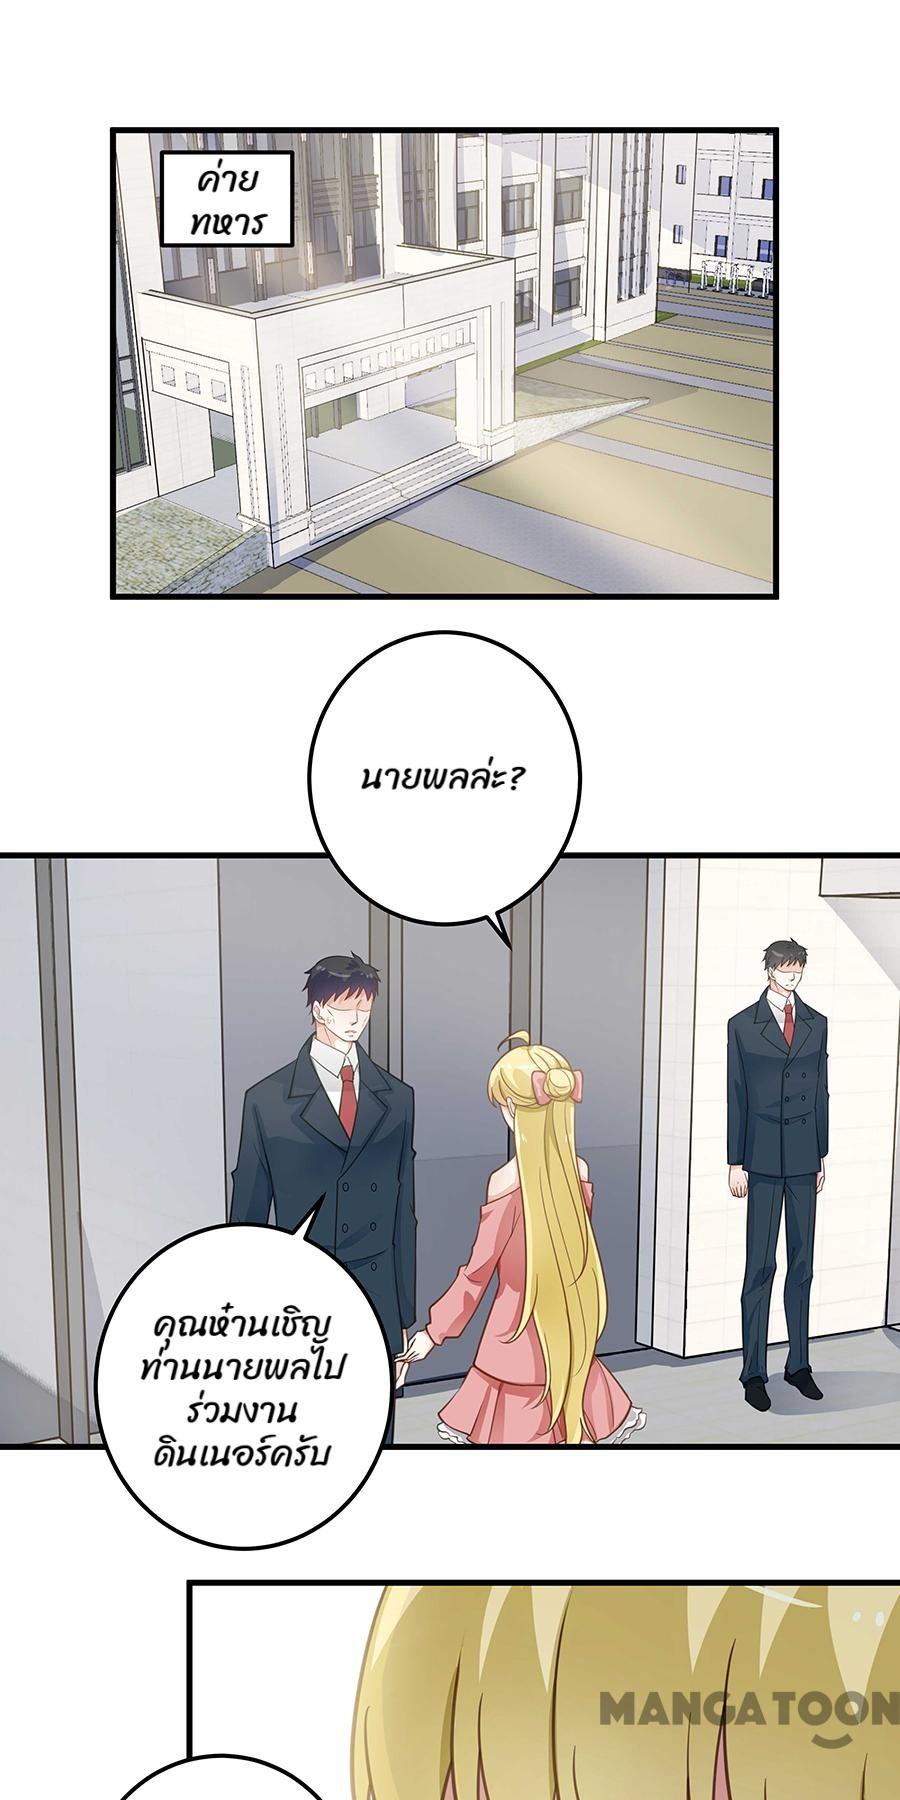 ค่าย
ทหาร
นายพลล่ะ?
คุณห้านเชิญ
ท่านนายพลไป
ร่วมงาน
ดินเนอร์ครับ
MANGATOON